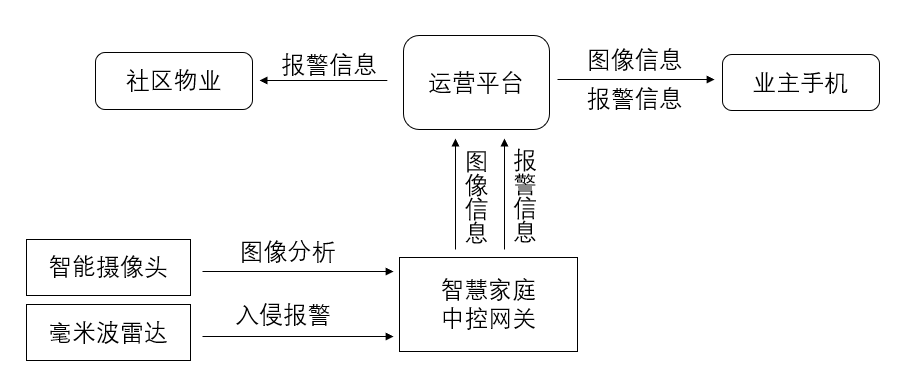 社区物业
报警信息
运营平台
图像信息
报警信息
业主手机
图像信息
报警信息
智能摄像头
图像分析
毫米波雷达
入侵报警
智慧家庭
中控网关